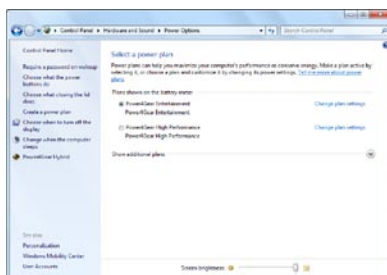 Control Panel
Hardware and Sound
Power Options
Search Control Panel
Control Panel Home
Require a password on wakeup
Choose what the power
buttons do
Choose what closing the lid
does
Create a power plan
Choose when to turn off the
display
Change when the computer
sleeps
Power4Gear Hybrid
See also
Personalization
Windows Mobility Center
User Accounts
Select a power plan
Power plans can help you maximize your computer's performance or conserve energy. Make a plan active by
selecting it, or choose a plan and customize it by changing its power settings. Tell me more about power
plans
Plans shown on the battery meter
Power4Gear Entertainment
Change plan settings
Power4Gear Entertainment
Power4Gear High Performance
Change plan settings
Power4Gear High Performance
Show additional plans
Screen brightness: